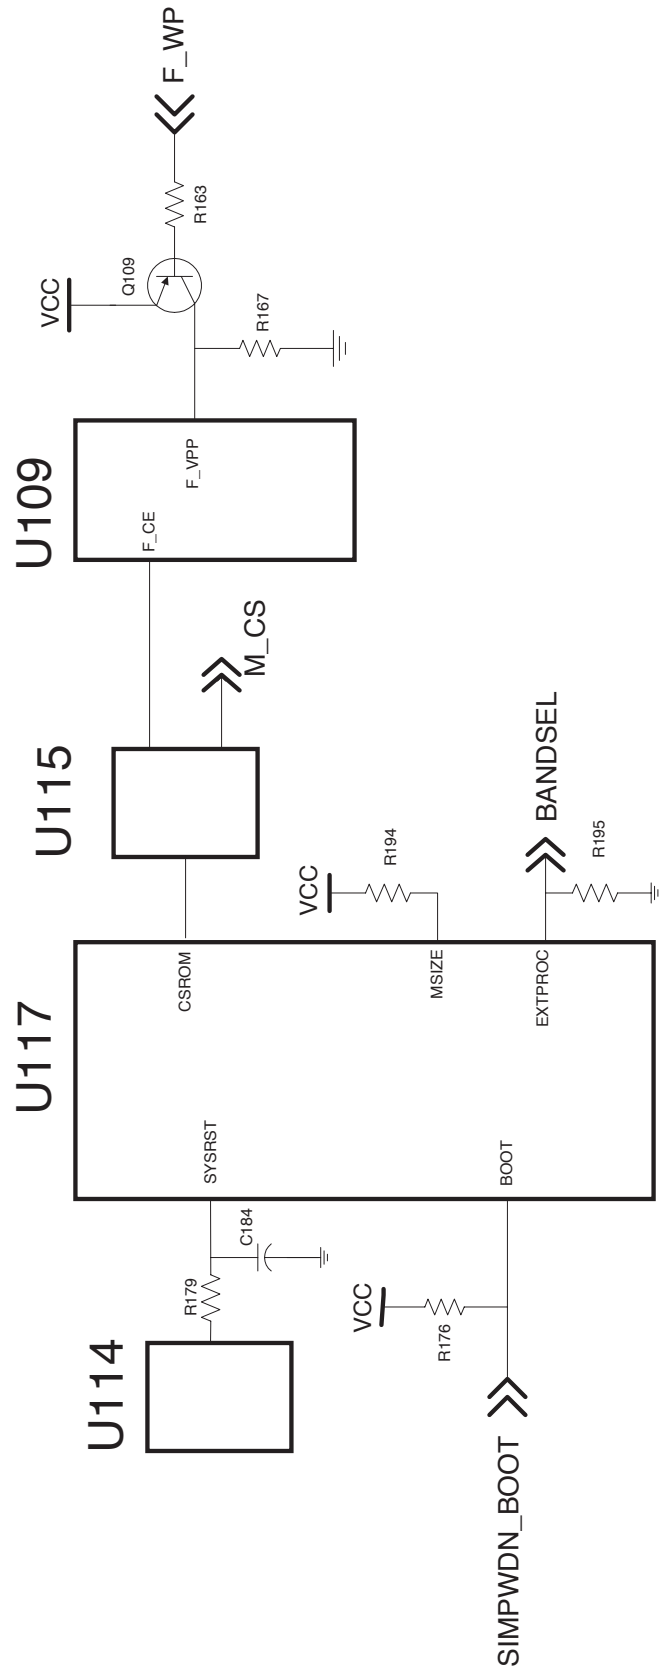 U114
R179
C184
SIMPWDN_BOOT
VCC
R176
U117
SYSRST
BOOT
CSROM
MSIZE
EXTPROC
VCC
R194
BANDSEL
R195
U115
M_CS
U109
F_CE
F_VPP
VCC
Q109
R167
R163
F_WP